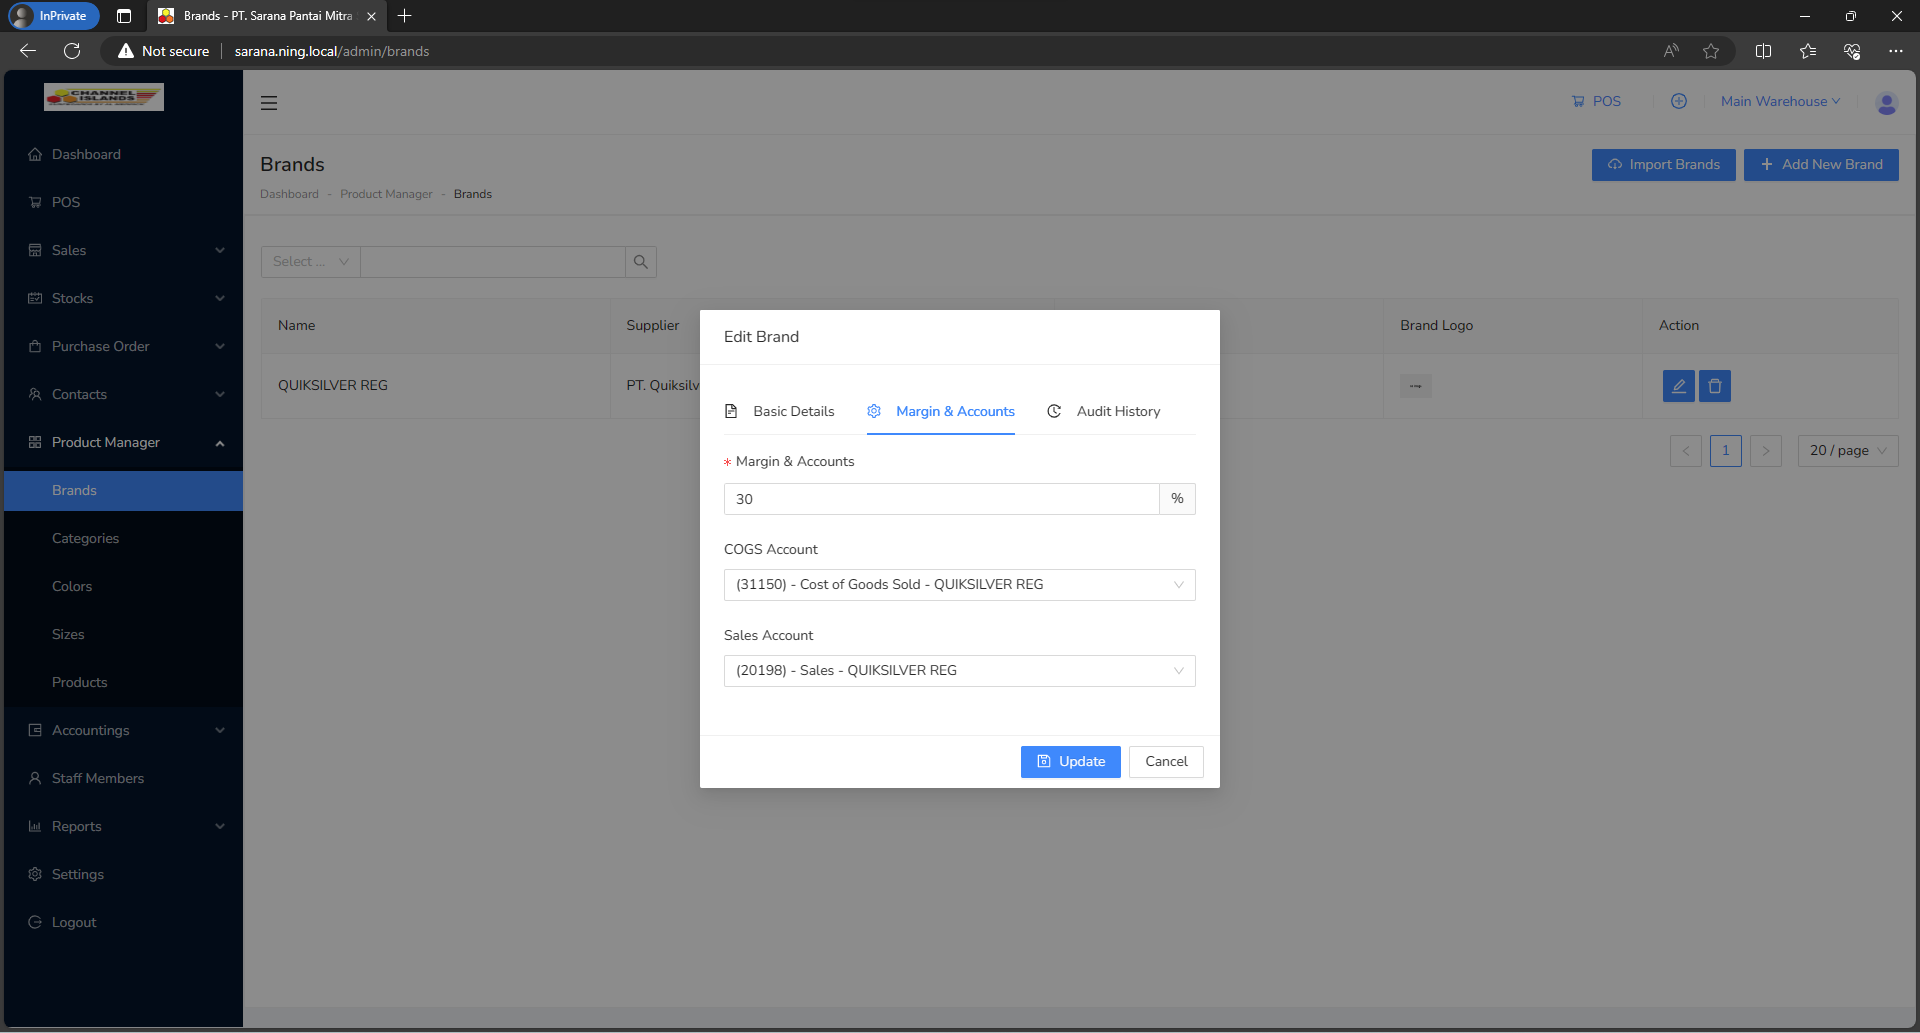 InPrivate
Brands - PT. Sarana Pantai Mitra
Not secure
sarana.ning.local/admin/brands
CHANNEL
ISLANDS
POS
Main Warehouse
Dashboard
POS
Sales
Stocks
Purchase Order
Contacts
Product Manager
Brands
Categories
Colors
Sizes
Products
Accountings
Staff Members
Reports
Settings
Logout
Brands
Dashboard - Product Manager - Brands
Import Brands
Add New Brand
Select ...
Name
Supplier
Brand Logo
Action
QUIKSILVER REG
PT. Quiksilv
1
20 / page
Edit Brand
Basic Details
Margin & Accounts
Audit History
* Margin & Accounts
30
%
COGS Account
(31150) - Cost of Goods Sold - QUIKSILVER REG
Sales Account
(20198) - Sales - QUIKSILVER REG
Update
Cancel